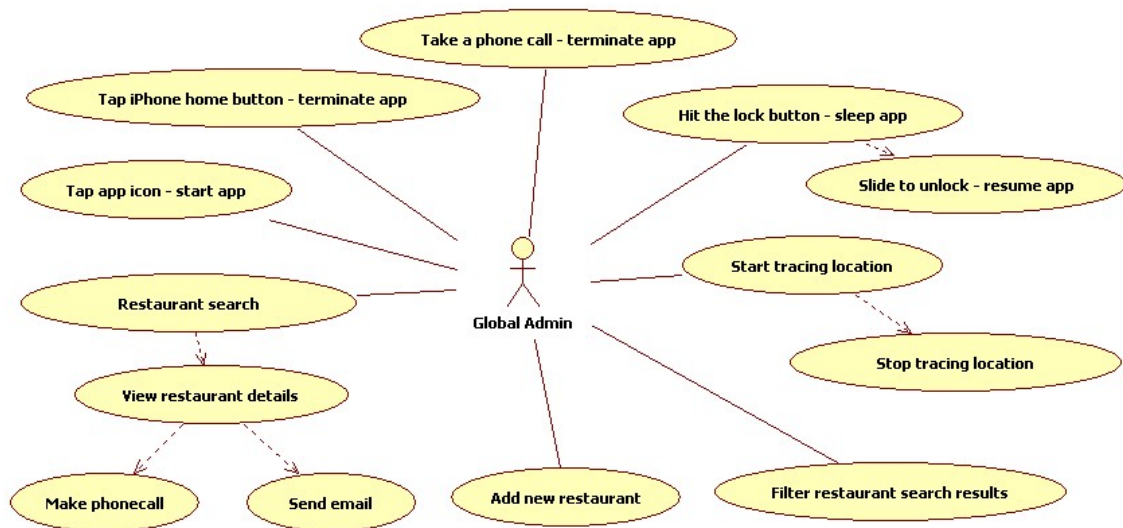 Take a phone call - terminate app
Tap iPhone home button - terminate app
Hit the lock button - sleep app
Tap app icon - start app
Slide to unlock - resume app
Start tracing location
Restaurant search
Global Admin
Stop tracing location
View restaurant details
Make phonecall
Send email
Add new restaurant
Filter restaurant search results